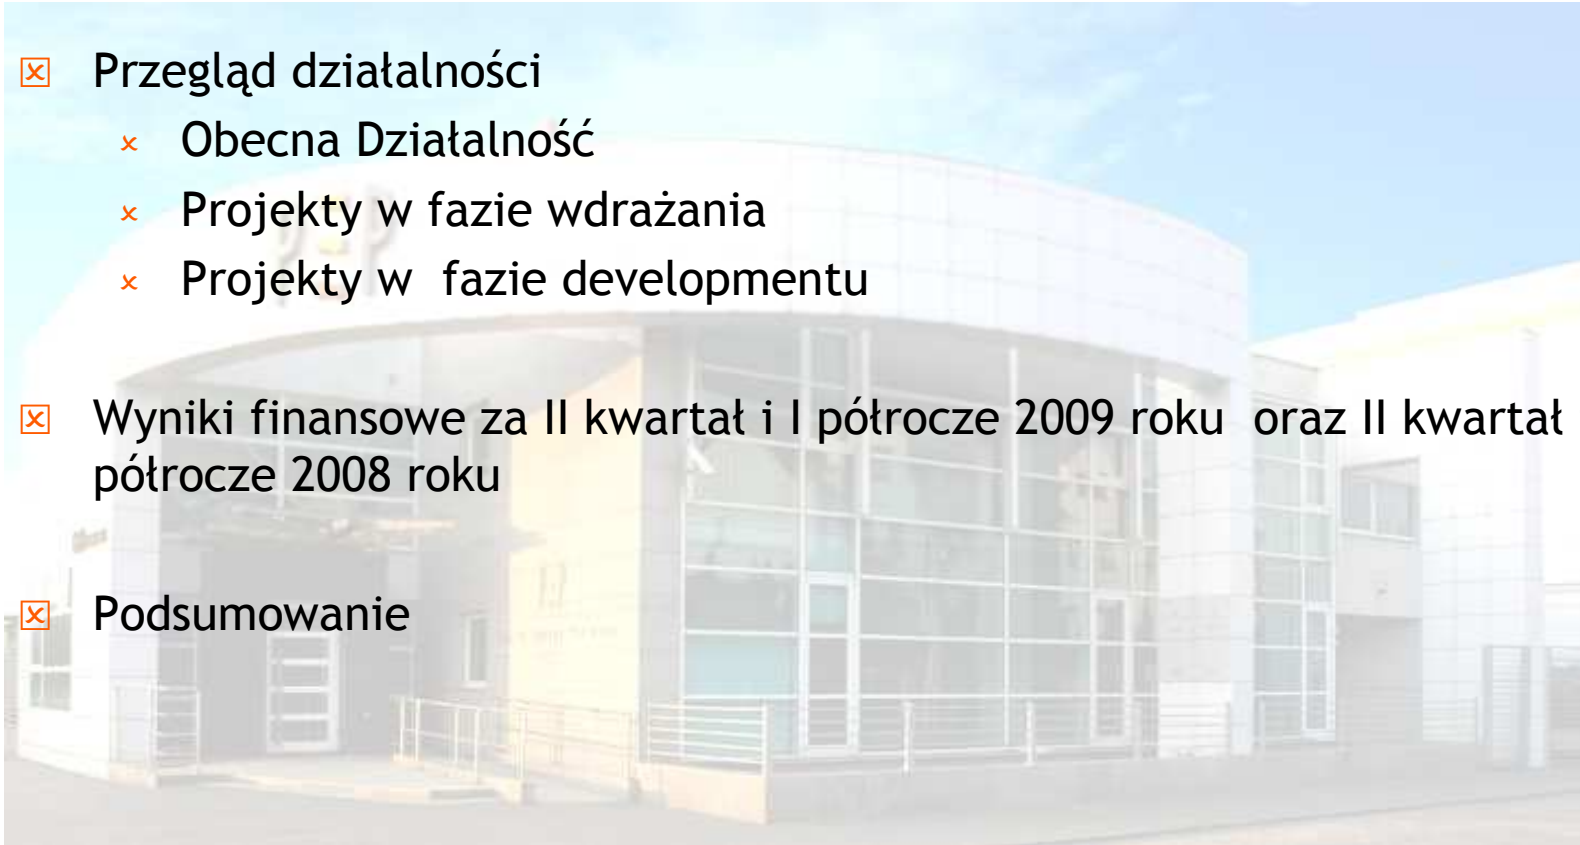 Przegląd działalności
Obecna Działalność
Projekty w fazie wdrażania
Projekty w fazie developmentu
Wyniki finansowe za II kwartał i I półrocze 2009 roku oraz II kwartał
półrocze 2008 roku
Podsumowanie